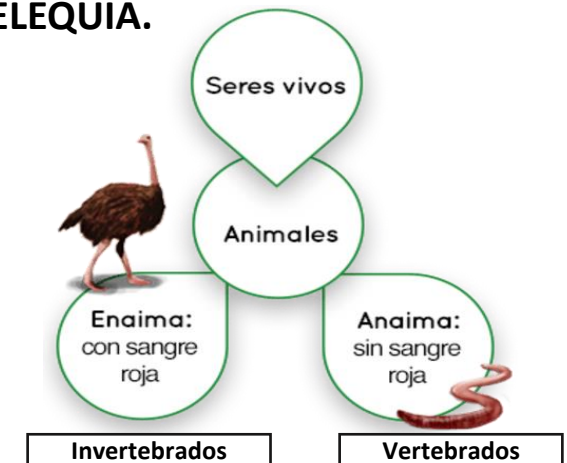 ELEQUIA.
Seres vivos
Animales
Enaima:
con sangre
roja
Anaima:
sin sangre
roja
Invertebrados
Vertebrados